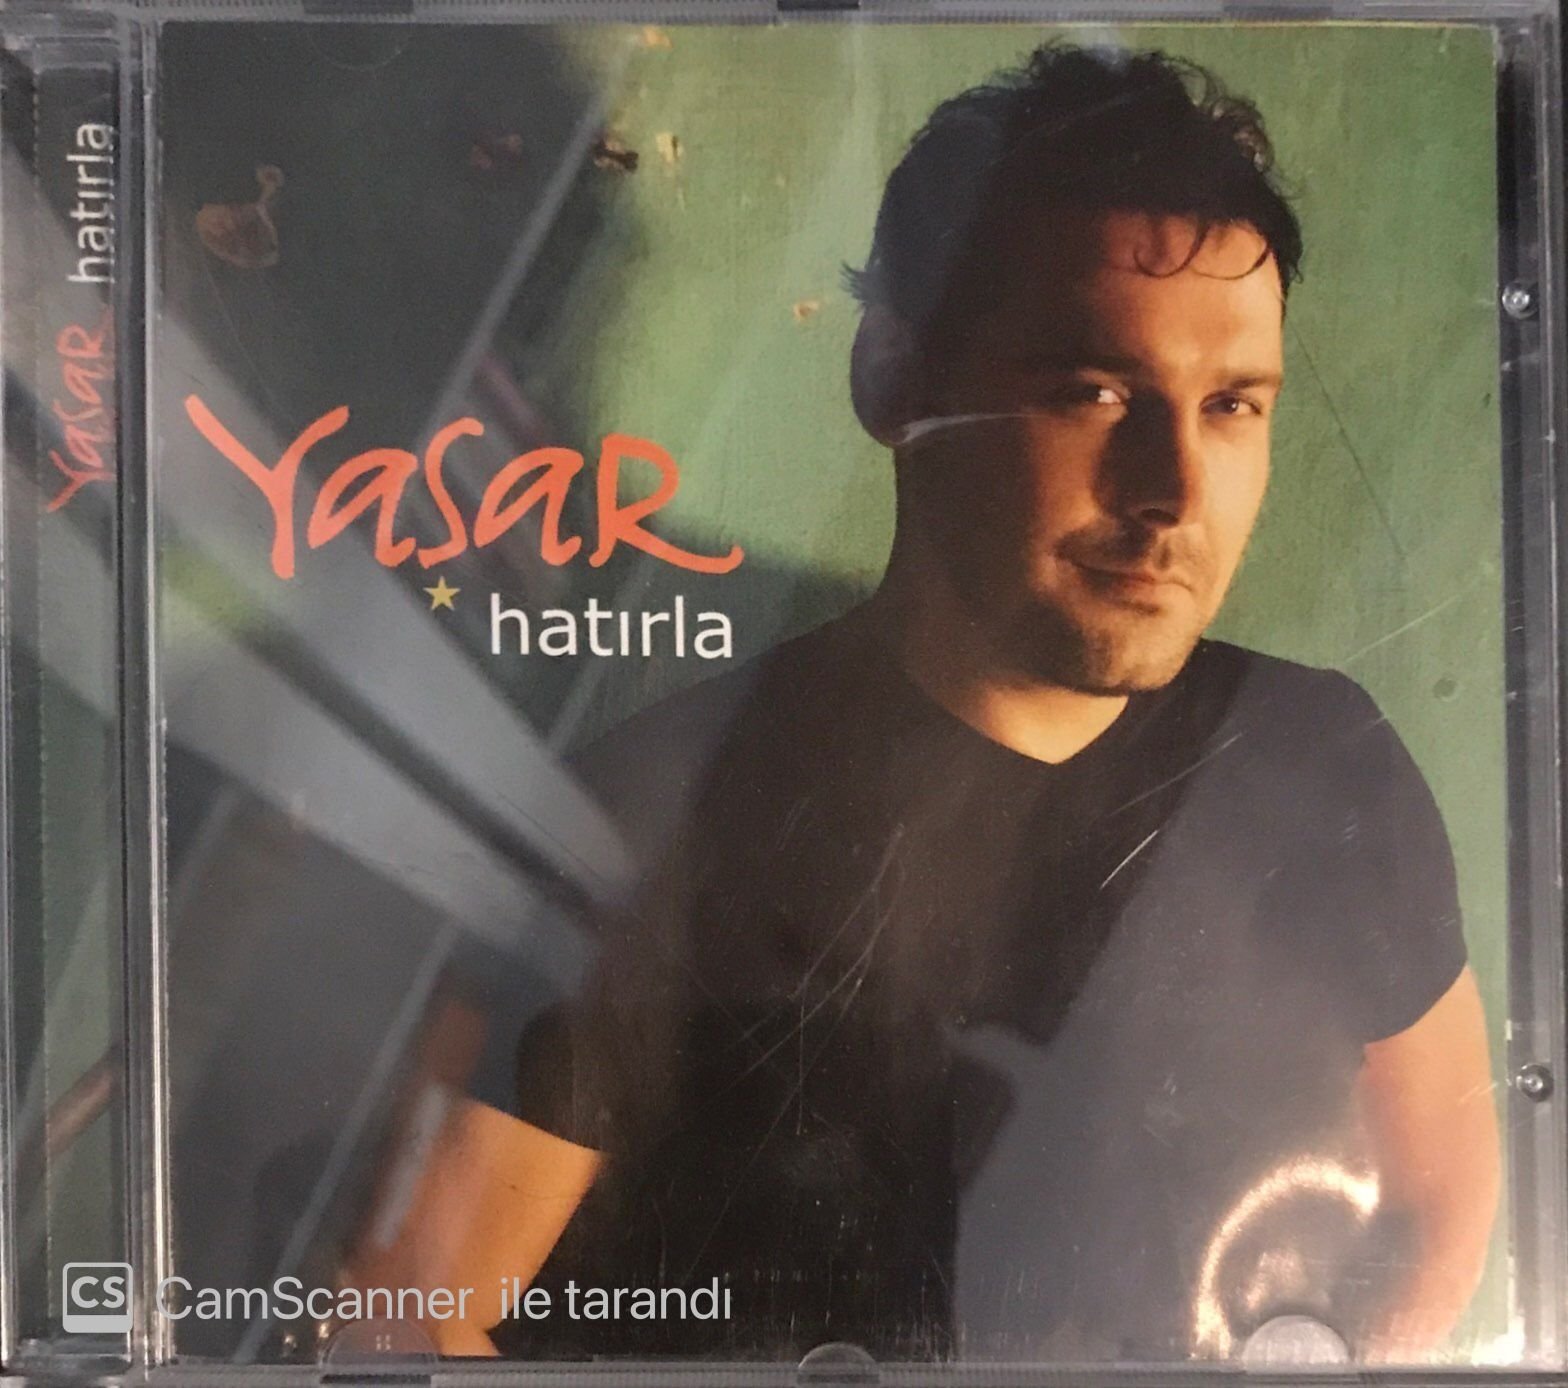 Yaşar hatırla
Yaşar
hatırla
CS CamScanner ile tarandı